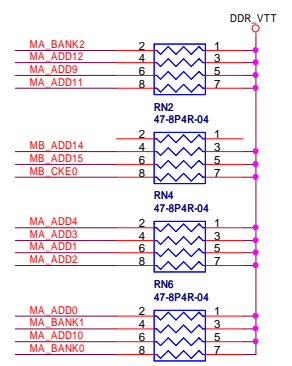 DDR_VTT
MA_BANK2 2 1
MA_ADD12 4 3
MA_ADD9 6 5
MA_ADD11 8 7
RN2
47-8P4R-04
2 1
MB_ADD14 4 3
MB_ADD15 6 5
MB_CKE0 8 7
RN4
47-8P4R-04
MA_ADD4 2 1
MA_ADD3 4 3
MA_ADD1 6 5
MA_ADD2 8 7
RN6
47-8P4R-04
MA_ADD0 2 1
MA_BANK1 4 3
MA_ADD10 6 5
MA_BANK0 8 7